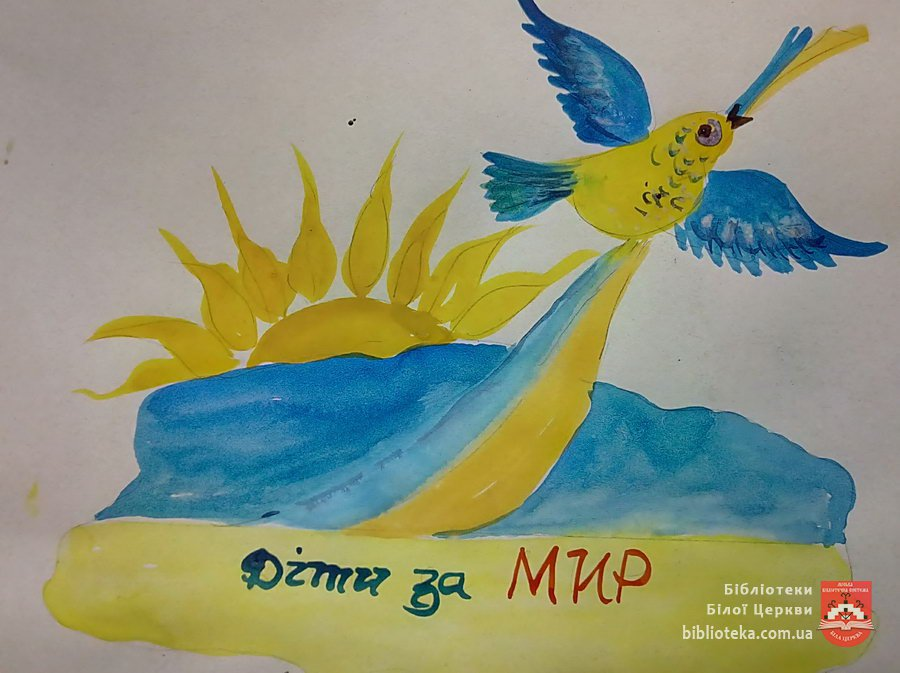 Діти за МИР
Бібліотеки
Білої Церкви
biblioteka.com.ua